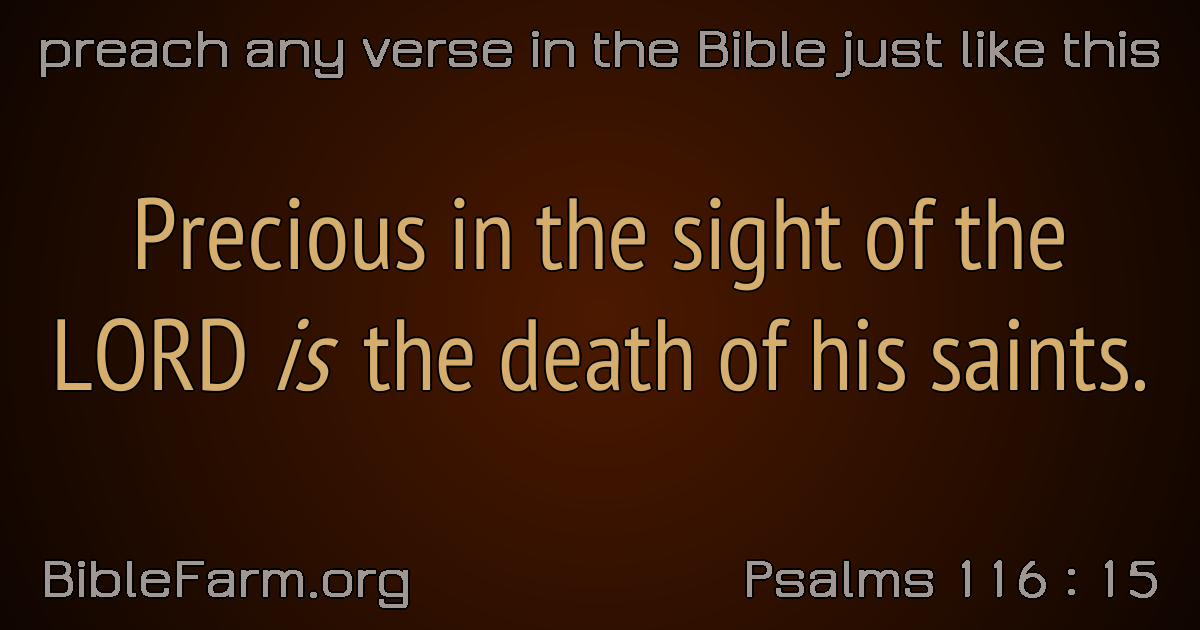 preach any verse in the Bible just like this
Precious in the sight of the
LORD is the death of his saints.
BibleFarm.org
Psalms 116 : 15